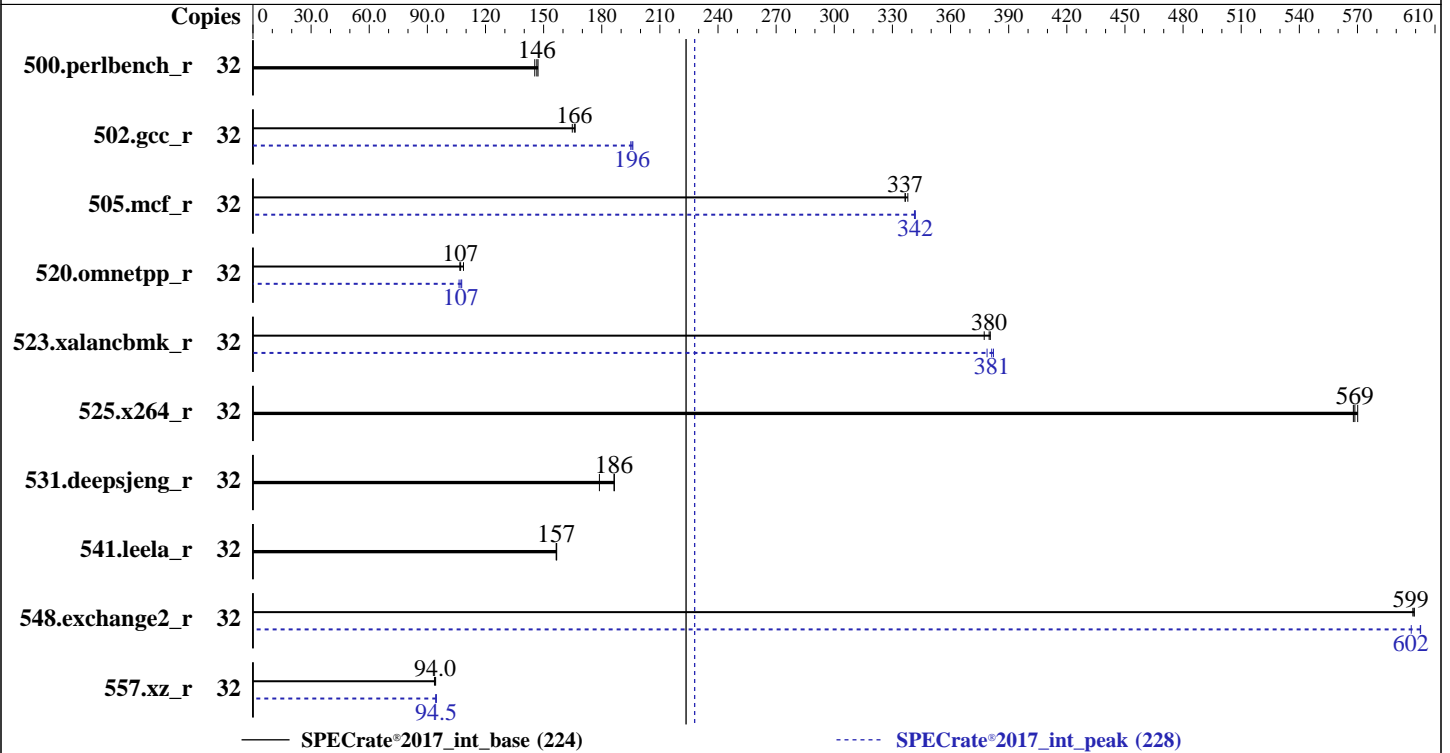 Copies 0 30.0 60.0 90.0 120 150 180 210 240 270 300 330 360 390 420 450 480 510 540 570 610
146
500.perlbench_r 32
166
502.gcc_r 32
196
337
505.mcf_r 32
342
107
520.omnetpp_r 32
107
380
523.xalancbmk_r 32
381
569
525.x264_r 32
186
531.deepsjeng_r 32
157
541.leela_r 32
599
548.exchange2_r 32
602
94.0
557.xz_r 32
94.5
SPECrate®2017_int_base (224) SPECrate®2017_int_peak (228)